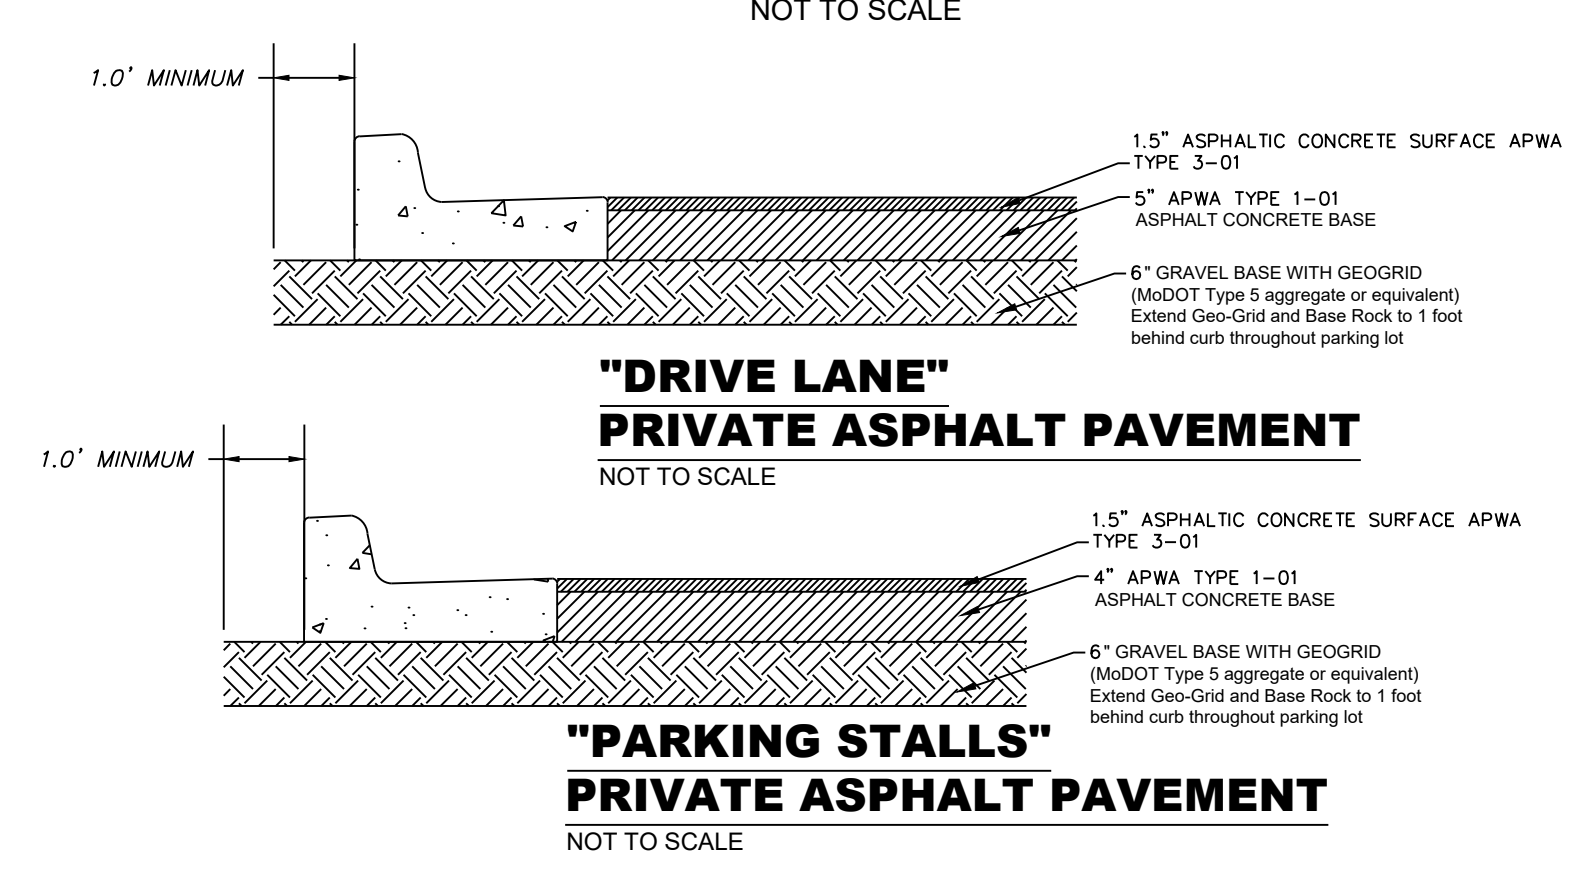 NOT TO SCALE
1.0' MINIMUM
1.5" ASPHALTIC CONCRETE SURFACE APWA
TYPE 3-01
5" APWA TYPE 1-01
ASPHALT CONCRETE BASE
6" GRAVEL BASE WITH GEOGRID
(MoDOT Type 5 aggregate or equivalent)
Extend Geo-Grid and Base Rock to 1 foot
behind curb throughout parking lot
"DRIVE LANE"
PRIVATE ASPHALT PAVEMENT
NOT TO SCALE
1.0' MINIMUM
1.5" ASPHALTIC CONCRETE SURFACE APWA
TYPE 3-01
4" APWA TYPE 1-01
ASPHALT CONCRETE BASE
6" GRAVEL BASE WITH GEOGRID
(MoDOT Type 5 aggregate or equivalent)
Extend Geo-Grid and Base Rock to 1 foot
behind curb throughout parking lot
"PARKING STALLS"
PRIVATE ASPHALT PAVEMENT
NOT TO SCALE